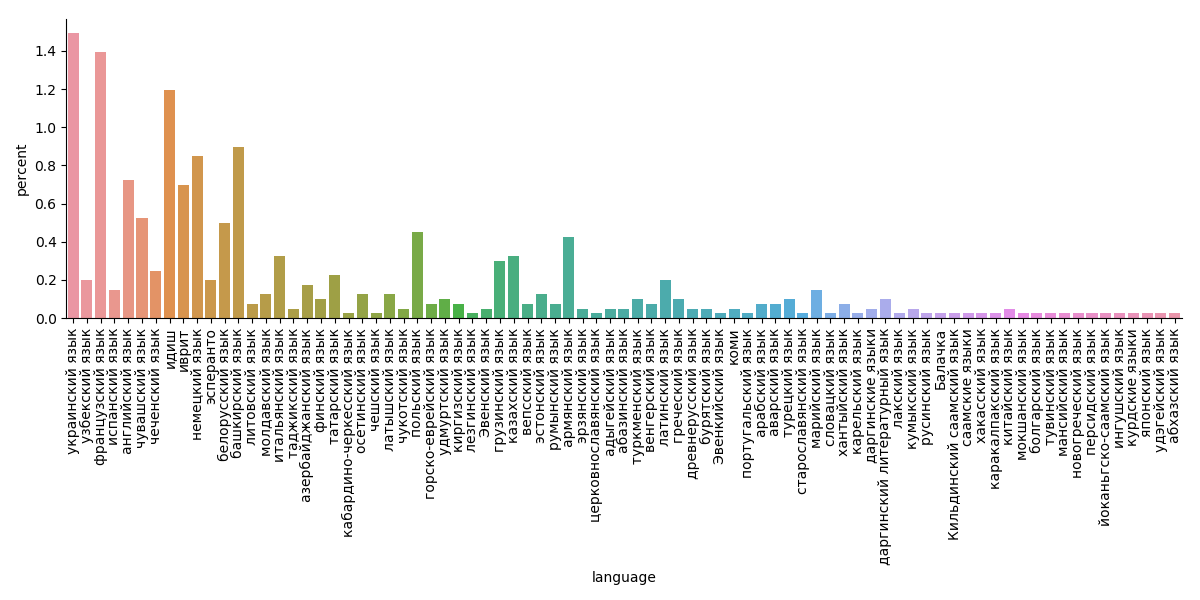 percent
1.4
1.2
1.0
0.8
0.6
0.4
0.2
0.0
украинский язык
узбекский язык
французский язык
испанский язык
английский язык
чувашский язык
чеченский язык
идиш
иврит
немецкий язык
эсперанто
белорусский язык
башкирский язык
литовский язык
молдавский язык
итальянский язык
таджикский язык
азербайджанский язык
финский язык
татарский язык
кабардино-черкесский язык
осетинский язык
чешский язык
латышский язык
чукотский язык
польский язык
горско-еврейский язык
удмуртский язык
киргизский язык
лезгинский язык
Эвенский язык
грузинский язык
казахский язык
вепсский язык
эстонский язык
румынский язык
армянский язык
эрзянский язык
церковнославянский язык
адыгейский язык
абазинский язык
туркменский язык
венгерский язык
латинский язык
греческий язык
древнерусский язык
бурятский язык
Эвенкийский язык
коми
португальский язык
арабский язык
аварский язык
турецкий язык
старославянский язык
марийский язык
словацкий язык
хантыйский язык
карельский язык
даргинские языки
даргинский литературный язык
лакский язык
кумыкский язык
русинский язык
Балачка
Кильдинский саамский язык
саамские языки
хакасский язык
каракалпакский язык
китайский язык
мокшанский язык
болгарский язык
тувинский язык
мансийский язык
новогреческий язык
персидский язык
йоканьгско-саамский язык
ингушский язык
курдские языки
японский язык
удэгейский язык
абхазский язык
language